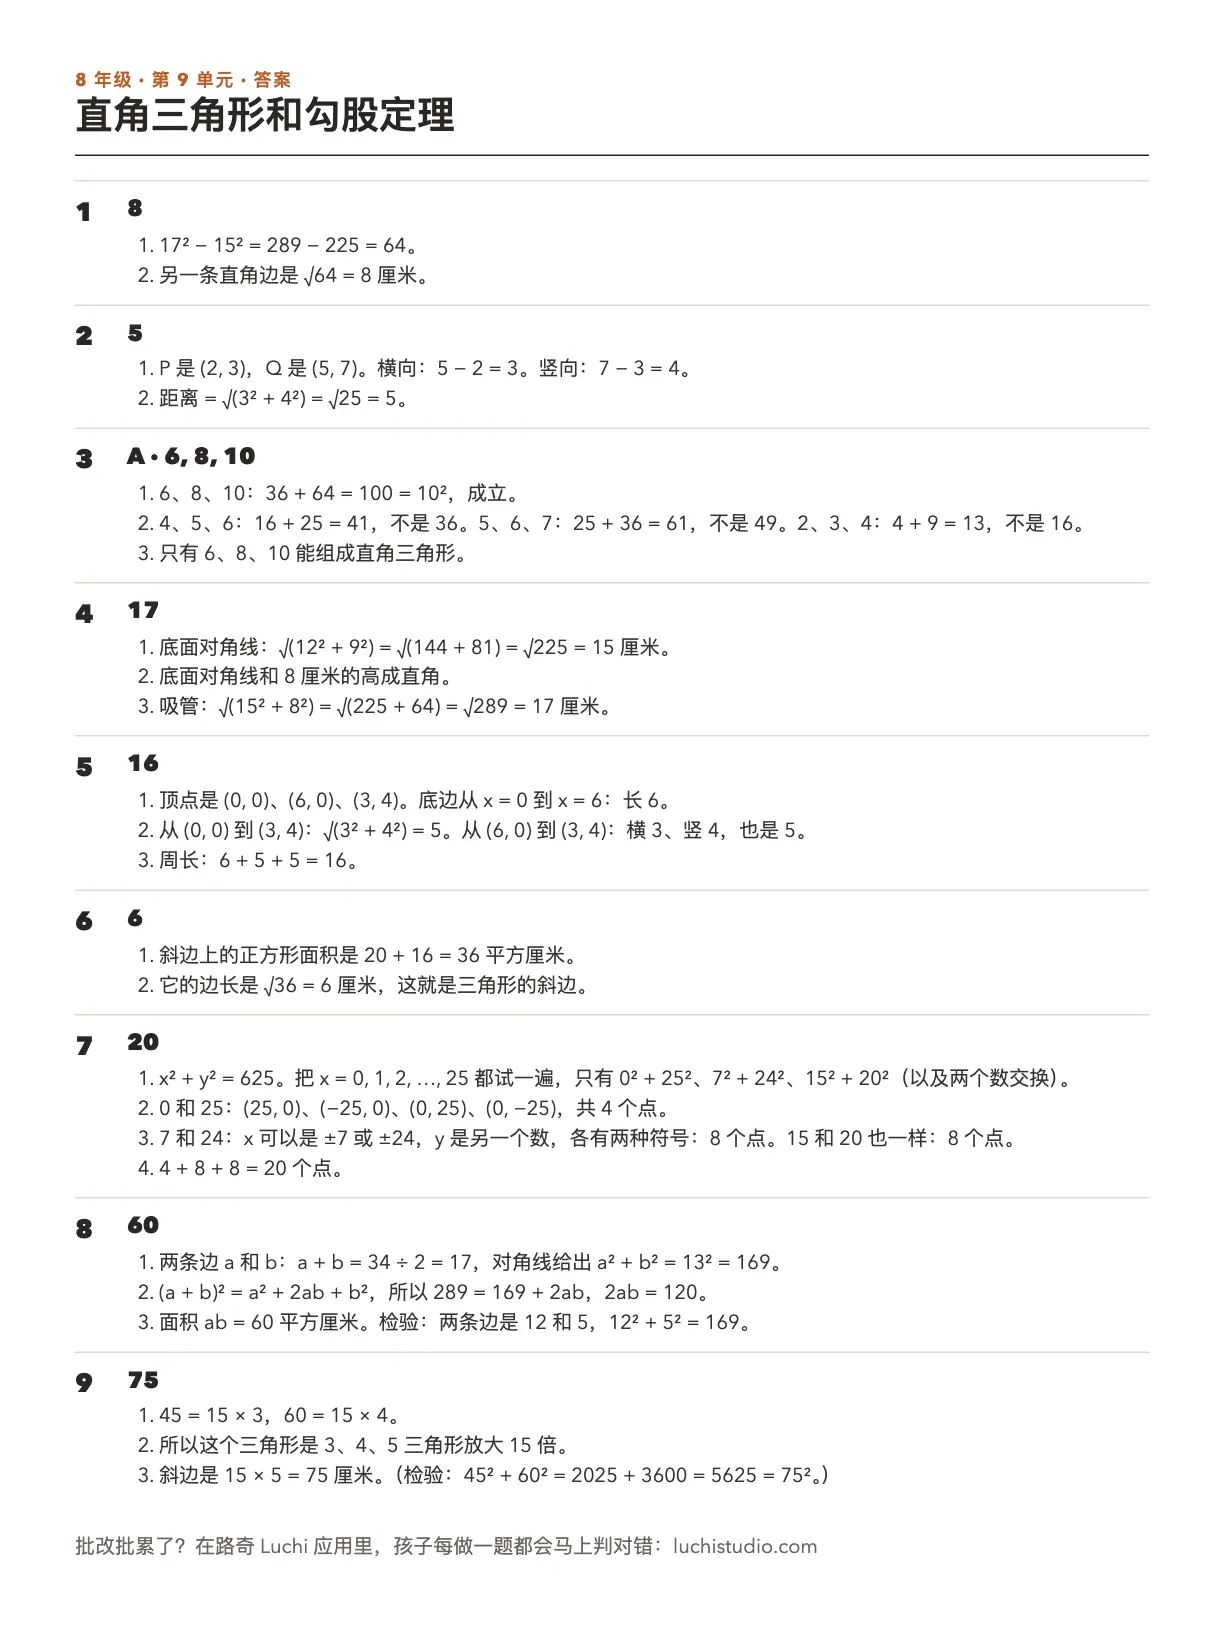 8 年级 · 第 9 单元 · 答案
直角三角形和勾股定理
1 8
1. 17² − 15² = 289 − 225 = 64。
2. 另一条直角边是 √64 = 8 厘米。
2 5
1. P 是 (2, 3)，Q 是 (5, 7)。横向：5 − 2 = 3。竖向：7 − 3 = 4。
2. 距离 = √(3² + 4²) = √25 = 5。
3 A · 6, 8, 10
1. 6、8、10：36 + 64 = 100 = 10²，成立。
2. 4、5、6：16 + 25 = 41，不是 36。5、6、7：25 + 36 = 61，不是 49。2、3、4：4 + 9 = 13，不是 16。
3. 只有 6、8、10 能组成直角三角形。
4 17
1. 底面对角线：√(12² + 9²) = √(144 + 81) = √225 = 15 厘米。
2. 底面对角线和 8 厘米的高成直角。
3. 吸管：√(15² + 8²) = √(225 + 64) = √289 = 17 厘米。
5 16
1. 顶点是 (0, 0)、(6, 0)、(3, 4)。底边从 x = 0 到 x = 6：长 6。
2. 从 (0, 0) 到 (3, 4)：√(3² + 4²) = 5。从 (6, 0) 到 (3, 4)：横 3、竖 4，也是 5。
3. 周长：6 + 5 + 5 = 16。
6 6
1. 斜边上的正方形面积是 20 + 16 = 36 平方厘米。
2. 它的边长是 √36 = 6 厘米，这就是三角形的斜边。
7 20
1. x² + y² = 625。把 x = 0, 1, 2, …, 25 都试一遍，只有 0² + 25²、7² + 24²、15² + 20²（以及两个数交换）。
2. 0 和 25：(25, 0)、(−25, 0)、(0, 25)、(0, −25)，共 4 个点。
3. 7 和 24：x 可以是 ±7 或 ±24，y 是另一个数，各有两种符号：8 个点。15 和 20 也一样：8 个点。
4. 4 + 8 + 8 = 20 个点。
8 60
1. 两条边 a 和 b：a + b = 34 ÷ 2 = 17，对角线给出 a² + b² = 13² = 169。
2. (a + b)² = a² + 2ab + b²，所以 289 = 169 + 2ab，2ab = 120。
3. 面积 ab = 60 平方厘米。检验：两条边是 12 和 5，12² + 5² = 169。
9 75
1. 45 = 15 × 3，60 = 15 × 4。
2. 所以这个三角形是 3、4、5 三角形放大 15 倍。
3. 斜边是 15 × 5 = 75 厘米。（检验：45² + 60² = 2025 + 3600 = 5625 = 75²。）
批改批累了？在路奇 Luchi 应用里，孩子每做一题都会马上判对错：luchistudio.com